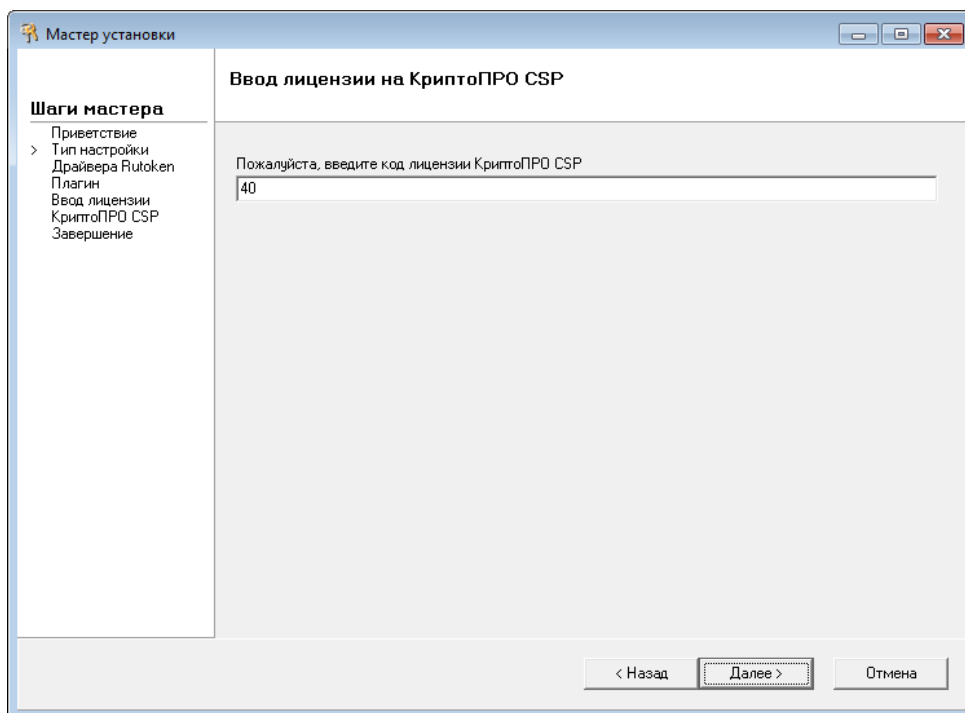 Мастер установки
Ввод лицензии на КриптоПРО CSP
Шаги мастера
Приветствие
> Тип настройки
Драйвера Rutoken
Плагин
Ввод лицензии
КриптоПРО CSP
Завершение
Пожалуйста, введите код лицензии КриптоПРО CSP
40
< Назад
Далее >
Отмена